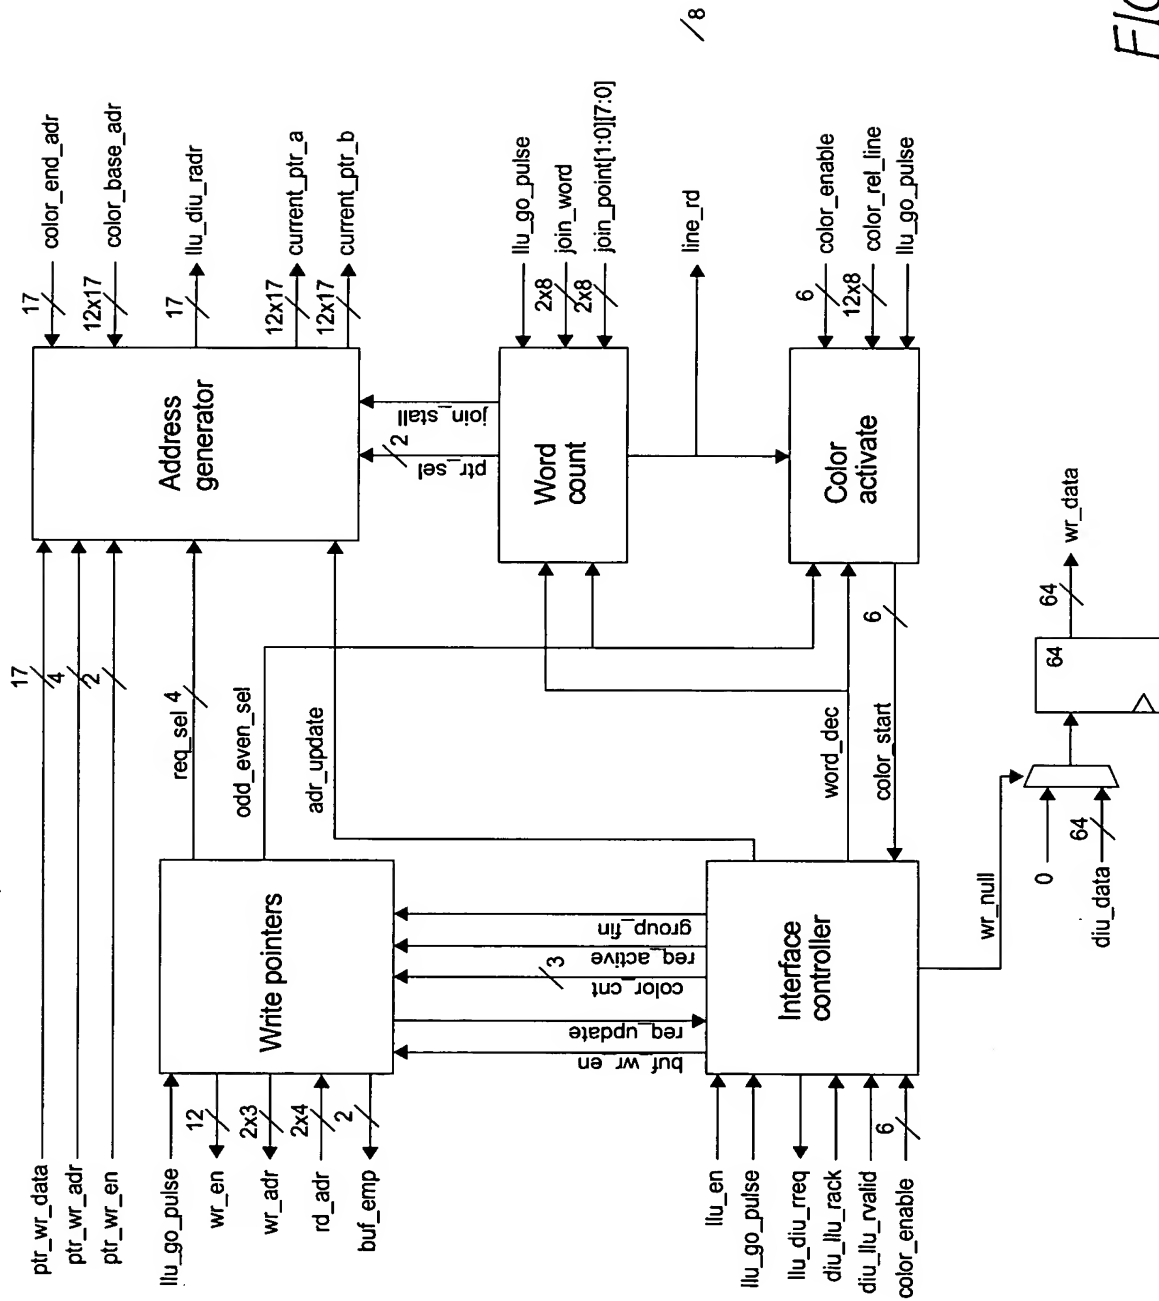 FIG
/8
color_end_adr
color_base_adr
llu_diu_radr
current_ptr_a
current_ptr_b
17
12x17
17
12x17
12x17
Address
generator
ptr_wr_data
17
ptr_wr_adr
4
ptr_wr_en
2
req_sel
4
odd_even_sel
adr_update
join_stall
ptr_sel
2
llu_go_pulse
join_word
2x8
join_point[1:0][7:0]
2x8
Word
count
line_rd
color_enable
6
color_rel_line
12x8
llu_go_pulse
Color
activate
word_dec
color_start
6
Write pointers
llu_go_pulse
wr_en
12
wr_adr
2x3
rd_adr
2x4
buf_emp
2
group_fin
req_active
color_cnt
3
req_update
buf_wr_en
Interface
controller
llu_en
llu_go_pulse
llu_diu_rreq
diu_llu_rack
diu_llu_rvalid
color_enable
6
wr_null
0
diu_data
64
64
64
wr_data